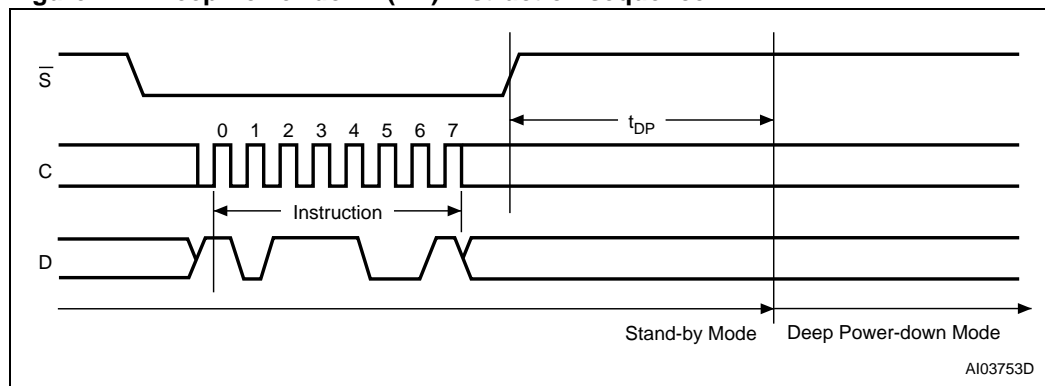 S
0 1 2 3 4 5 6 7
tDP
C
Instruction
D
Stand-by Mode Deep Power-down Mode
AI03753D